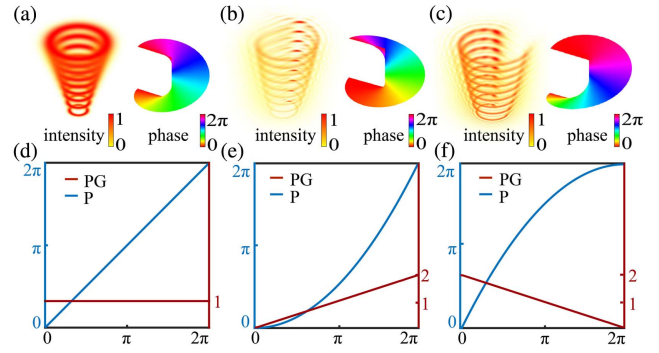 (a) (b) (c)
1 2π 1 2π 1 2π
intensity 0 phase 0 intensity 0 phase 0 intensity 0 phase 0
(d) (e) (f)
2π 2π 2π
PG PG PG
P P P
π π π
2 2
1 1 1
0 0 0
0 π 2π 0 π 2π 0 π 2π